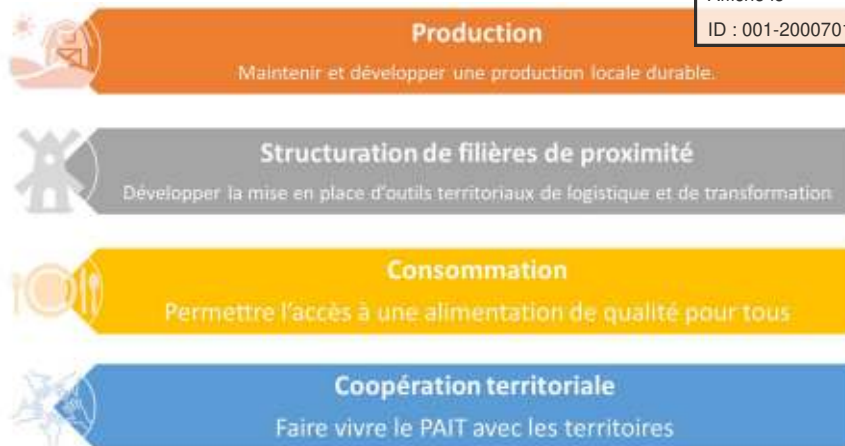 ID : 001-2000701
Production
Maintenir et développer une production locale durable.
Structuration de filières de proximité
Développer la mise en place d'outils territoriaux de logistique et de transformation
Consommation
Permettre l'accès à une alimentation de qualité pour tous
Coopération territoriale
Faire vivre le PAIT avec les territoires